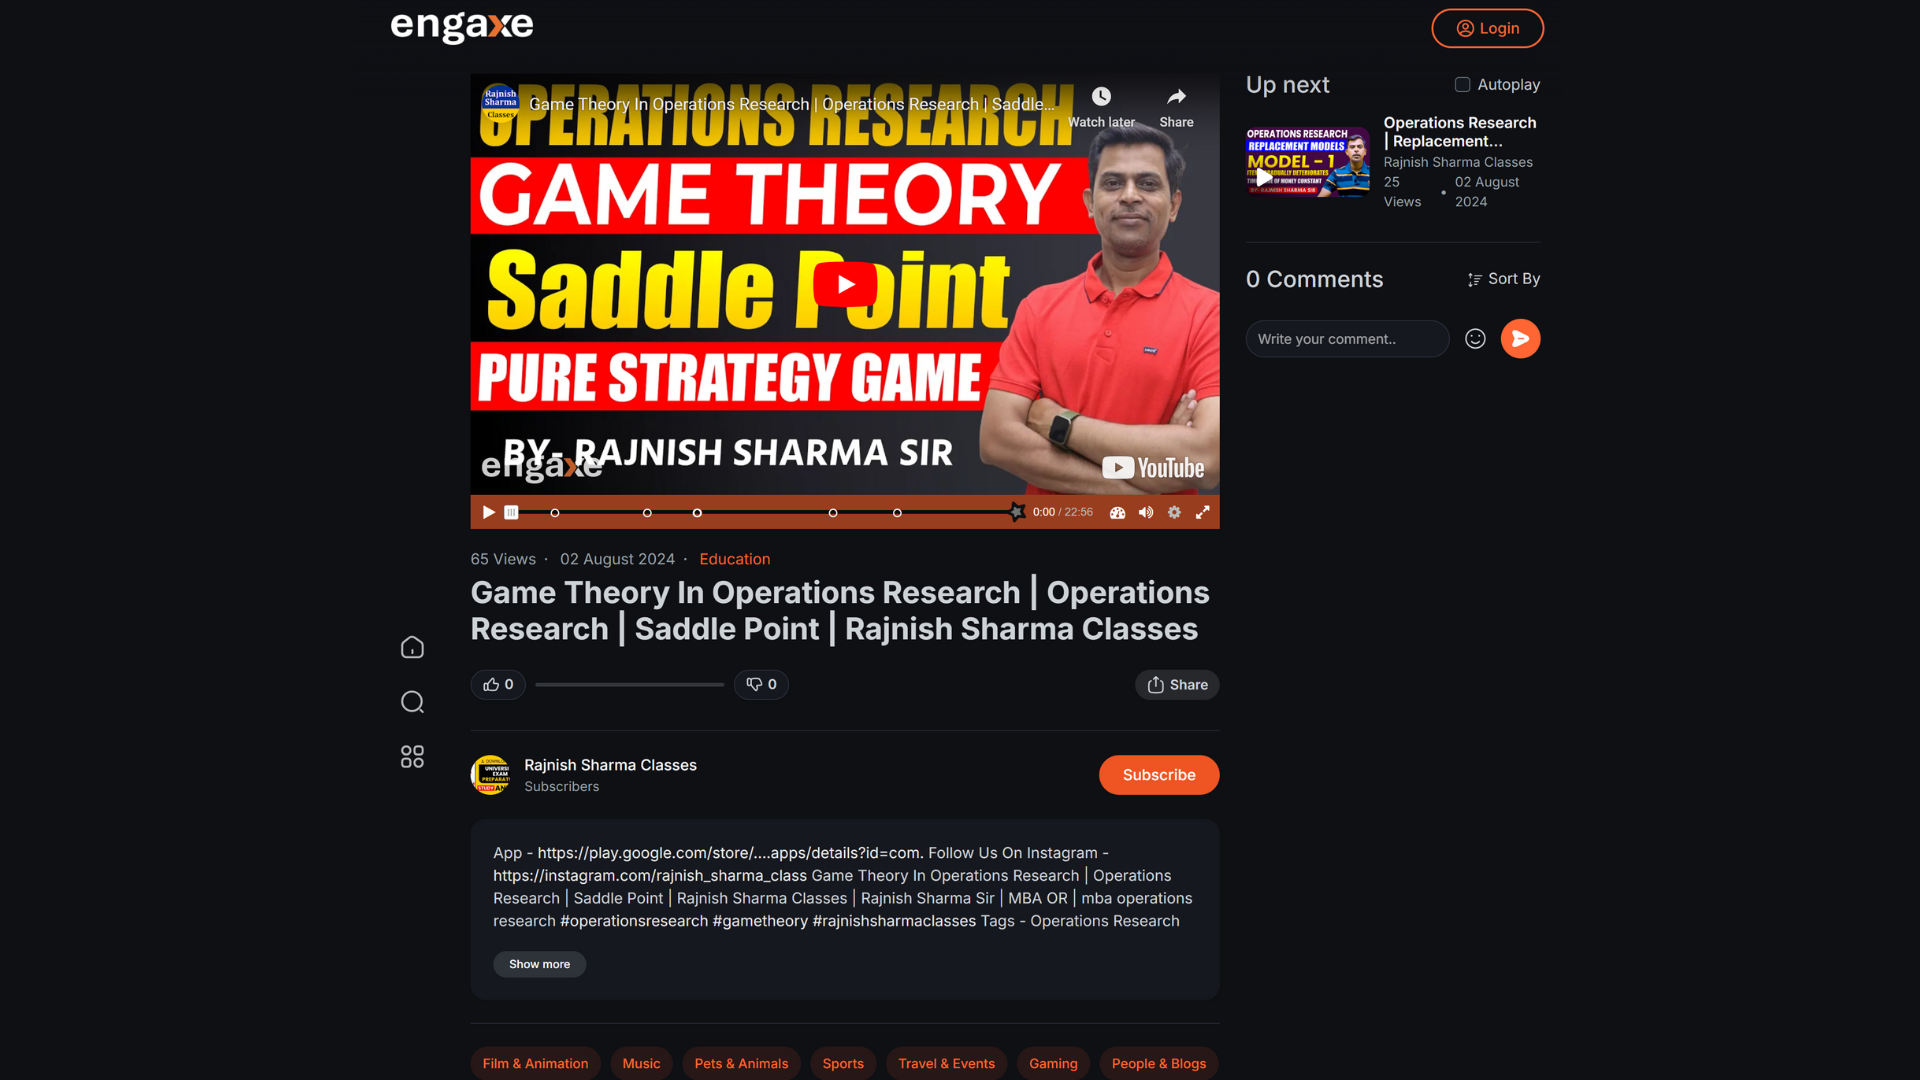 engaxe
Login
OPERATIONS RESEARCH
Rajnish
Sharma
Classes
Game Theory In Operations Research | Operations Research | Saddle...
Watch later
Share
GAME THEORY
Saddle Point
PURE STRATEGY GAME
BY- RAJNISH SHARMA SIR
engaxe
YouTube
0:00 / 22:56
65 Views · 02 August 2024 · Education
Game Theory In Operations Research | Operations
Research | Saddle Point | Rajnish Sharma Classes
0
0
Share
Rajnish Sharma Classes
Subscribers
Subscribe
App - https://play.google.com/store/....apps/details?id=com. Follow Us On Instagram -
https://instagram.com/rajnish_sharma_class Game Theory In Operations Research | Operations
Research | Saddle Point | Rajnish Sharma Classes | Rajnish Sharma Sir | MBA OR | mba operations
research #operationsresearch #gametheory #rajnishsharmaclasses Tags - Operations Research
Show more
Film & Animation
Music
Pets & Animals
Sports
Travel & Events
Gaming
People & Blogs
Up next
Autoplay
OPERATIONS RESEARCH
REPLACEMENT MODELS
MODEL - 1
Operations Research
| Replacement...
Rajnish Sharma Classes
25 Views • 02 August 2024
0 Comments
Sort By
Write your comment..